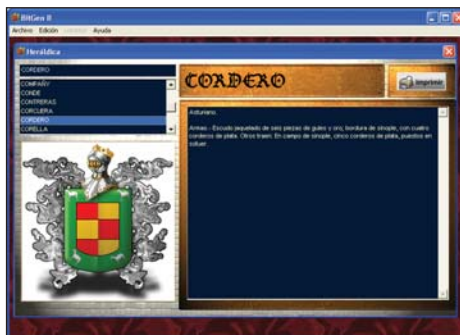 BitGen II
Archivo Edición Ayuda
Heráldica
CORDERO
COMPAÑY
CONDE
CONTRERAS
CORCUERA
CORDERO
CORELLA
CORDERO
Imprimir
Asturiano.
Armas.- Escudo jaquelado de seis piezas de gules y oro; bordura de sinople, con cuatro
corderos de plata. Otros traen: En campo de sinople, cinco corderos de plata, puestos en
sotuer.